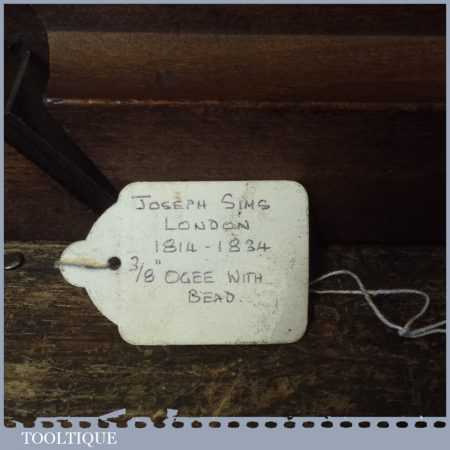 JOSEPH SIMS
LONDON
1814 - 1834
3/8" OGEE WITH
BEAD.
TOOLTIQUE